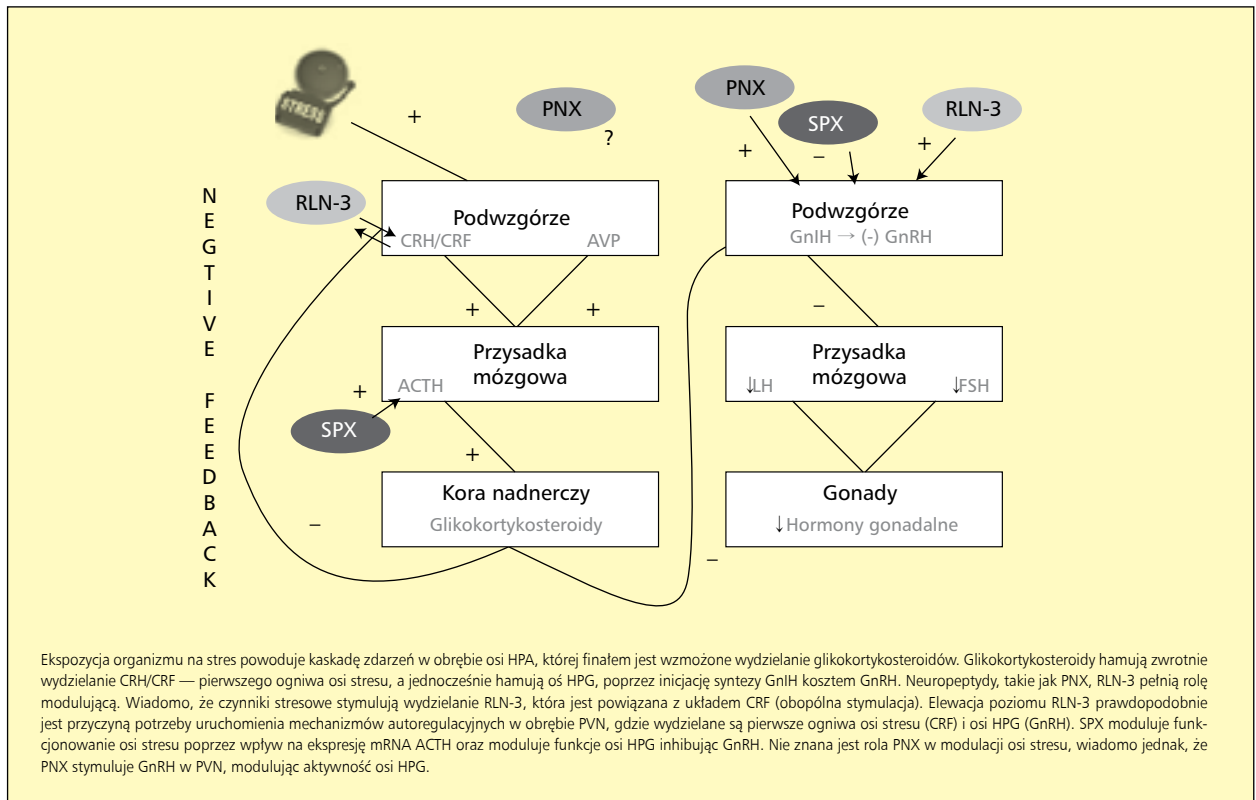 STRESS
+
PNX
?
PNX
SPX
RLN-3
+
–
+
NEGTIVE FEEDBACK
RLN-3
Podwzgórze
CRH/CRF
AVP
Podwzgórze
GnIH → (-) GnRH
+
+
–
Przysadka
mózgowa
ACTH
Przysadka
mózgowa
↓LH
↓FSH
+
SPX
+
Kora nadnerczy
Glikokortykosteroidy
Gonady
↓Hormony gonadalne
–
–
Ekspozycja organizmu na stres powoduje kaskadę zdarzeń w obrębie osi HPA, której finałem jest wzmożone wydzielanie glikokortykosteroidów. Glikokortykosteroidy hamują zwrotnie
wydzielanie CRH/CRF — pierwszego ogniwa osi stresu, a jednocześnie hamują oś HPG, poprzez inicjację syntezy GnIH kosztem GnRH. Neuropeptydy, takie jak PNX, RLN-3 pełnią rolę
modulującą. Wiadomo, że czynniki stresowe stymulują wydzielanie RLN-3, która jest powiązana z układem CRF (obopólna stymulacja). Elewacja poziomu RLN-3 prawdopodobnie
jest przyczyną potrzeby uruchomienia mechanizmów autoregulacyjnych w obrębie PVN, gdzie wydzielane są pierwsze ogniwa osi stresu (CRF) i osi HPG (GnRH). SPX moduluje funk-
cjonowanie osi stresu poprzez wpływ na ekspresję mRNA ACTH oraz moduluje funkcje osi HPG inhibując GnRH. Nie znana jest rola PNX w modulacji osi stresu, wiadomo jednak, że
PNX stymuluje GnRH w PVN, modulując aktywność osi HPG.